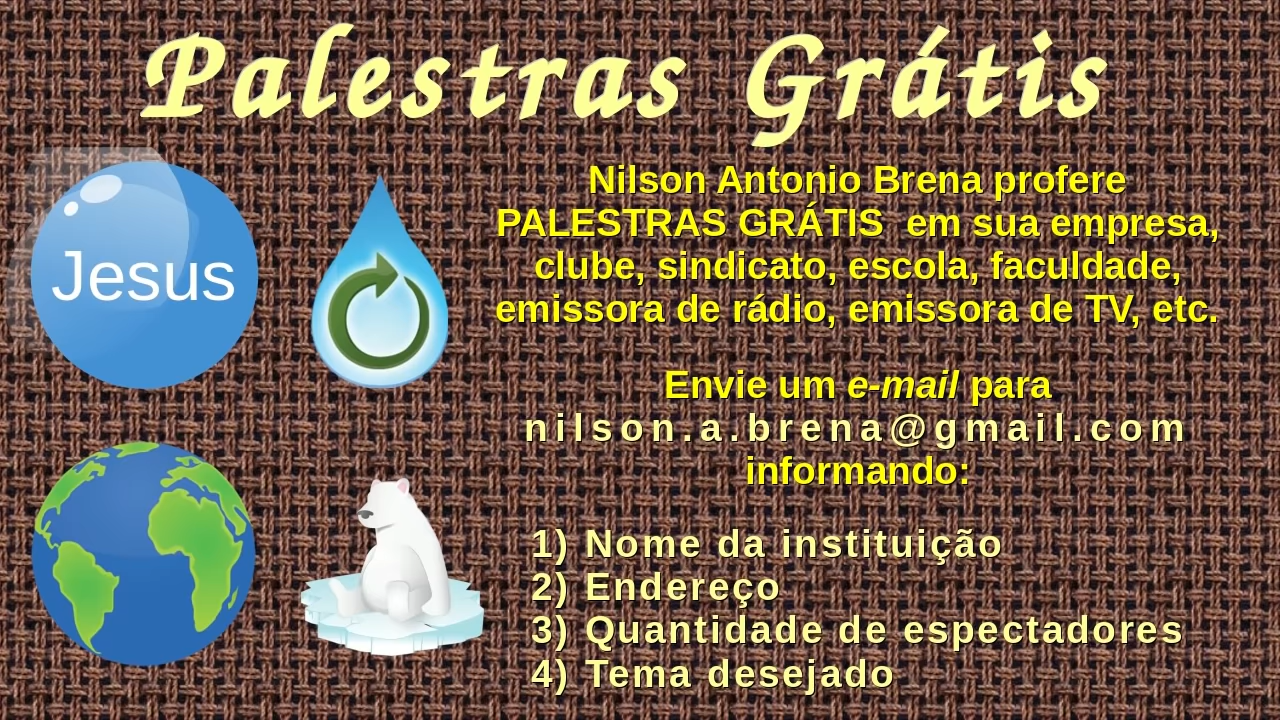 Palestras Grátis
Jesus
Nilson Antonio Brena profere
PALESTRAS GRÁTIS em sua empresa,
clube, sindicato, escola, faculdade,
emissora de rádio, emissora de TV, etc.
Envie um e-mail para
nilson.a.brena@gmail.com
informando:
1) Nome da instituição
2) Endereço
3) Quantidade de espectadores
4) Tema desejado